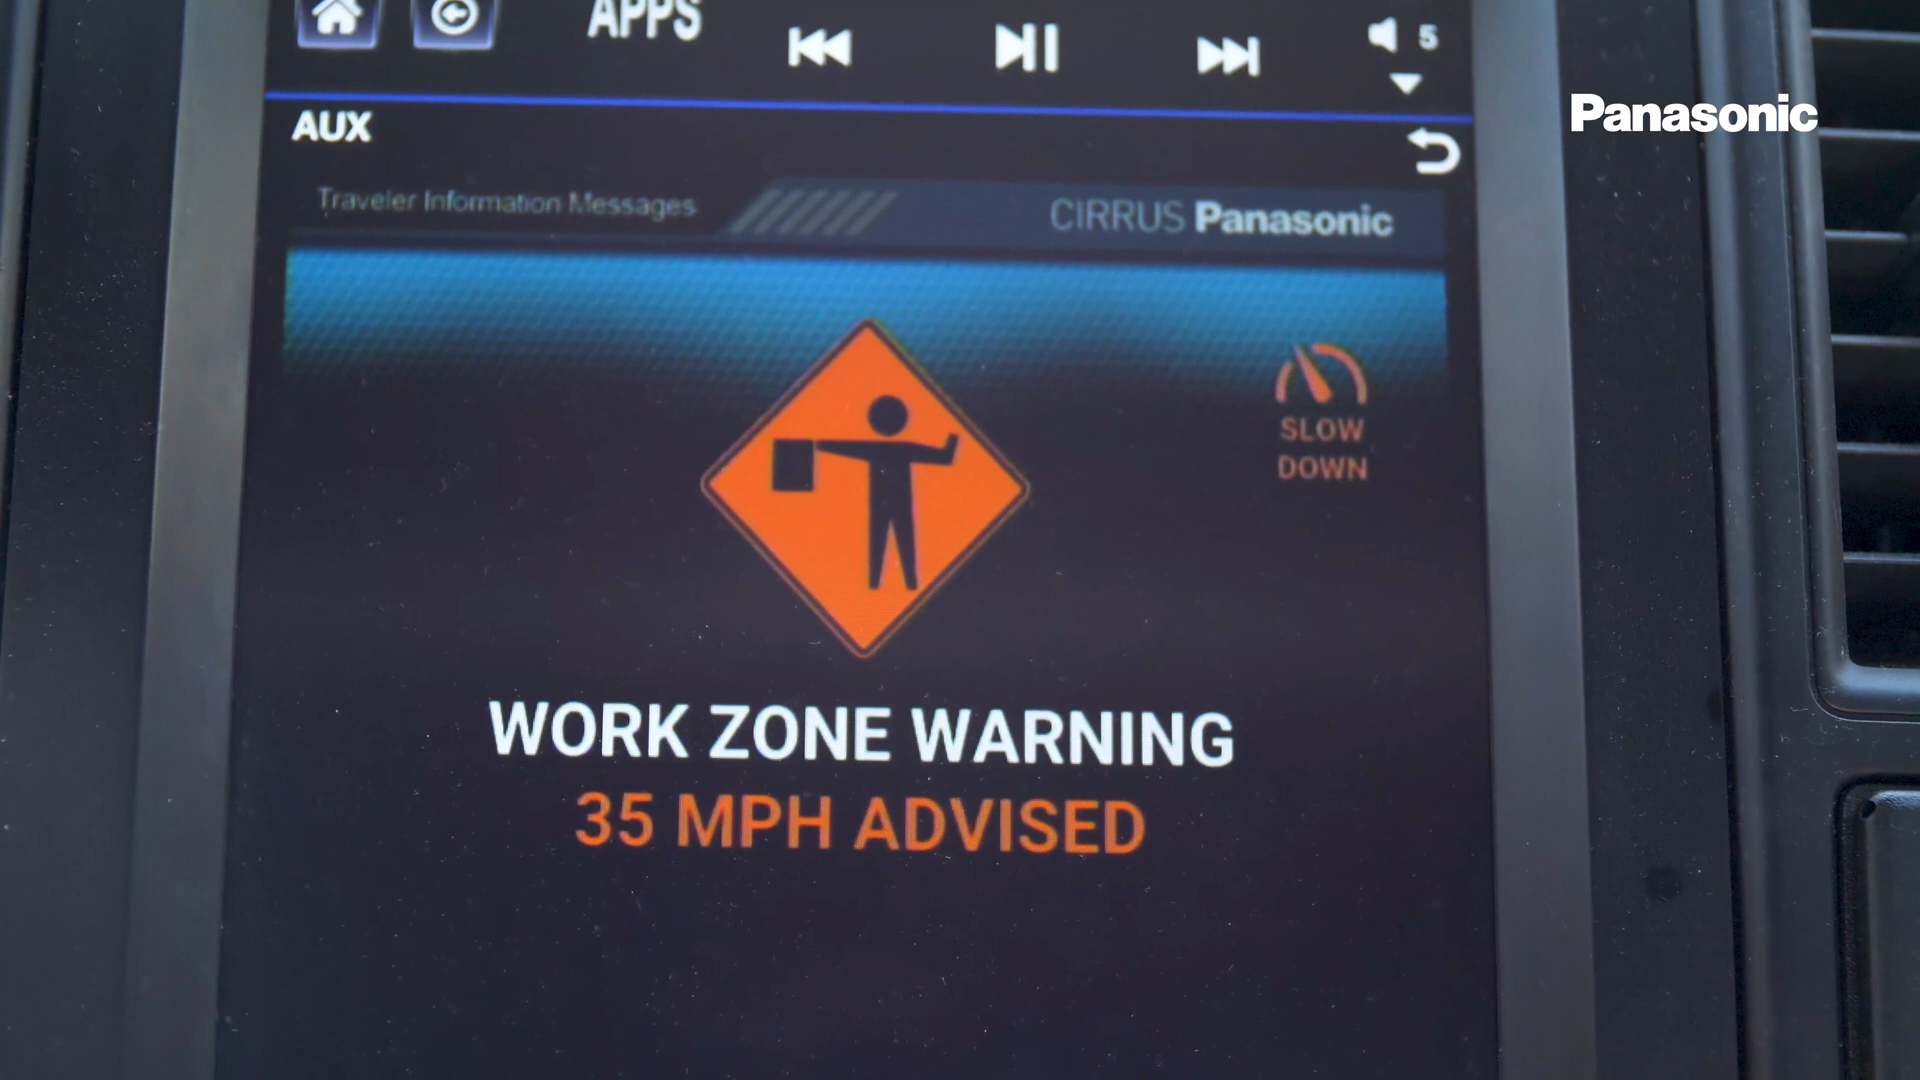 APPS
5
Panasonic
AUX
Traveler Information Messages
CIRRUS Panasonic
SLOW
DOWN
WORK ZONE WARNING
35 MPH ADVISED